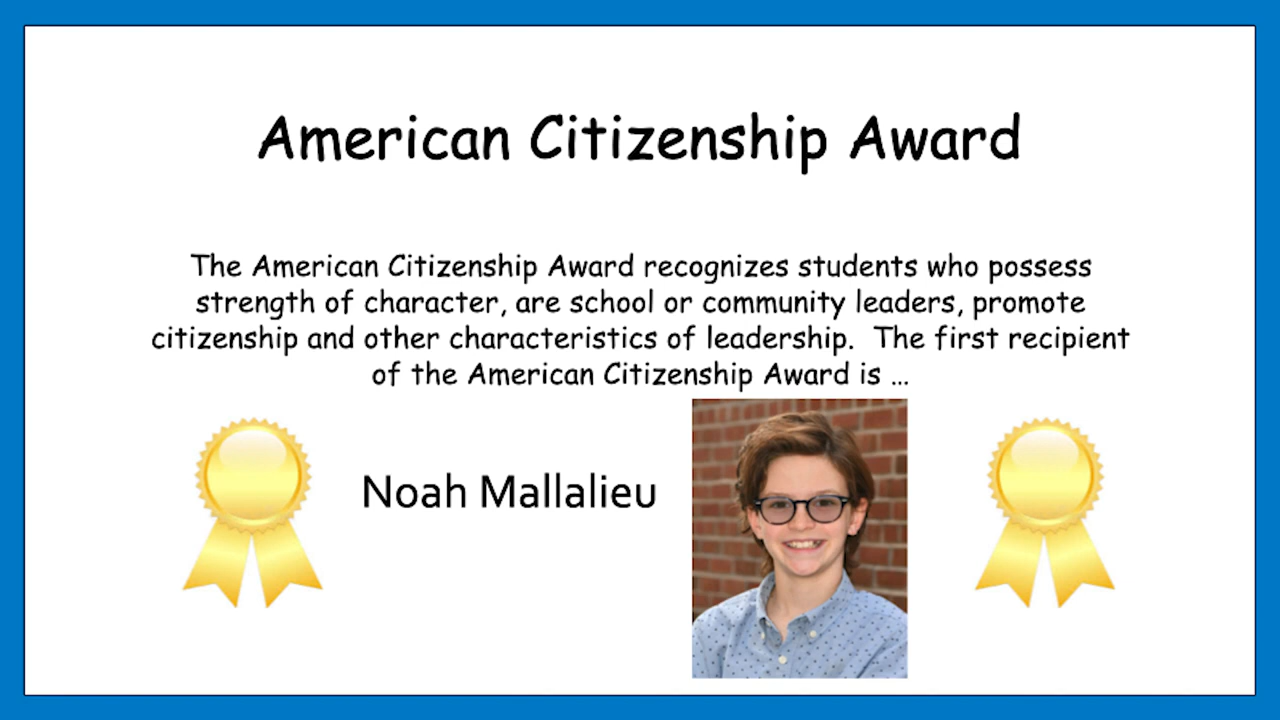 American Citizenship Award
The American Citizenship Award recognizes students who possess
strength of character, are school or community leaders, promote
citizenship and other characteristics of leadership.  The first recipient
of the American Citizenship Award is …
Noah Mallalieu